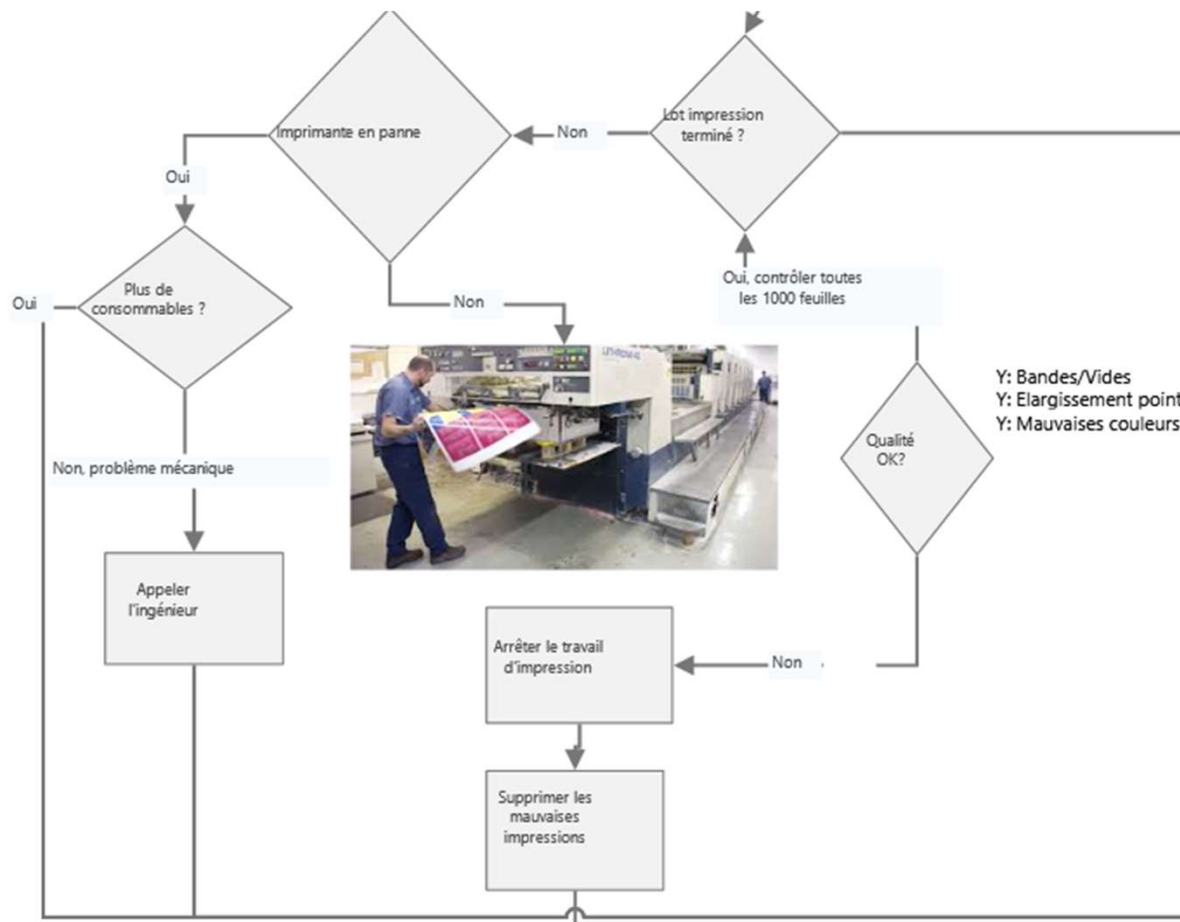 Lot impression
terminé ?
Imprimante en panne
Non
Oui
Plus de
consommables ?
Oui
Non
Oui, contrôler toutes
les 1000 feuilles
Y: Bandes/Vides
Y: Elargissement point
Y: Mauvaises couleurs
Qualité
OK?
Non, problème mécanique
Appeler
l'ingénieur
Arrêter le travail
d'impression
Non
Supprimer les
mauvaises
impressions